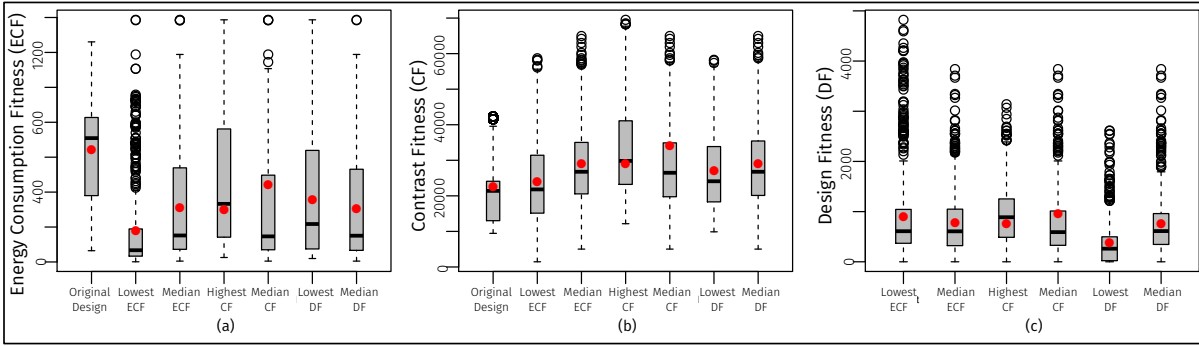 Energy Consumption Fitness (ECF)
1200
800
400
0
Original Design
Lowest ECF
Median ECF
Highest CF
Median CF
Lowest DF
Median DF
(a)
Contrast Fitness (CF)
60000
40000
20000
0
Original Design
Lowest ECF
Median ECF
Highest CF
Median CF
Lowest DF
Median DF
(b)
Design Fitness (DF)
4000
2000
0
Lowest ECF t
Median ECF
Highest CF
Median CF
Lowest DF
Median DF
(c)